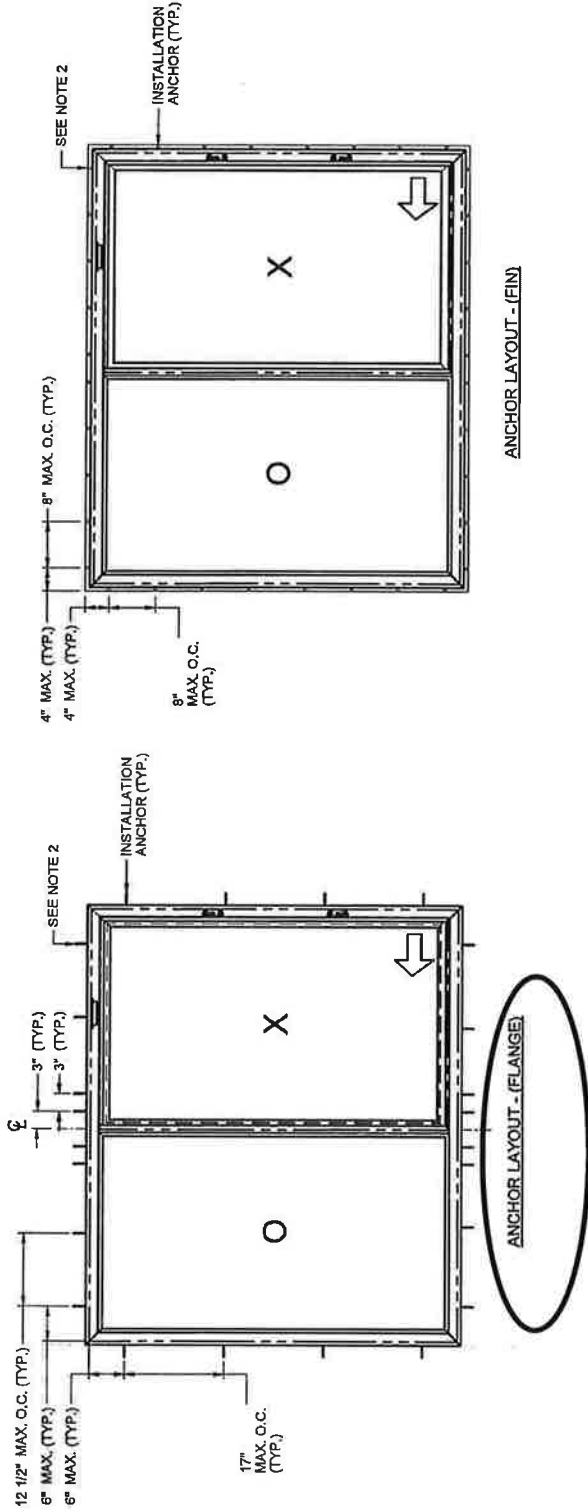 12 1/2" MAX. O.C. (TYP.)
6" MAX. (TYP.)
6" MAX. (TYP.)
17"
MAX. O.C.
(TYP.)
℄
3" (TYP.)
3" (TYP.)
SEE NOTE 2
INSTALLATION
ANCHOR (TYP.)
O
X
ANCHOR LAYOUT - (FLANGE)
4" MAX. (TYP.)
4" MAX. (TYP.)
8" MAX. O.C. (TYP.)
8"
MAX. O.C.
(TYP.)
SEE NOTE 2
INSTALLATION
ANCHOR (TYP.)
O
X
ANCHOR LAYOUT - (FIN)